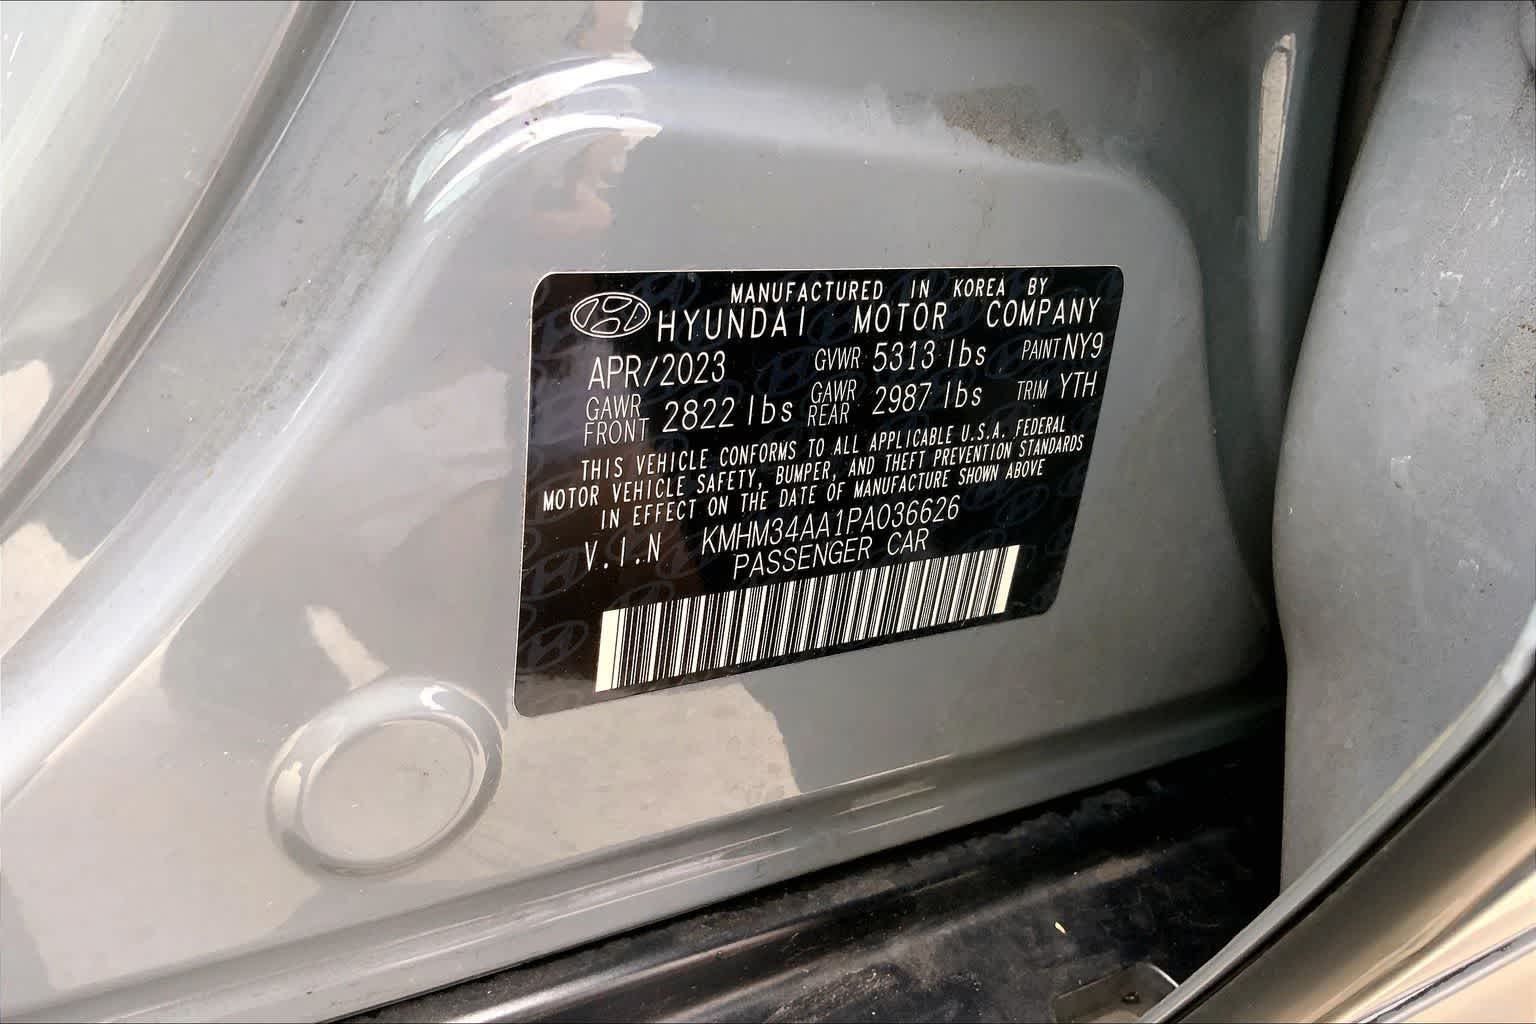 MANUFACTURED IN KOREA BY
HYUNDAI MOTOR COMPANY
APR/2023 GVWR 5313 lbs PAINT NY9
GAWR FRONT 2822 lbs GAWR REAR 2987 lbs TRIM YTH
THIS VEHICLE CONFORMS TO ALL APPLICABLE U.S.A. FEDERAL
MOTOR VEHICLE SAFETY, BUMPER, AND THEFT PREVENTION STANDARDS
IN EFFECT ON THE DATE OF MANUFACTURE SHOWN ABOVE
V.I.N KMHM34AA1PA036626
PASSENGER CAR